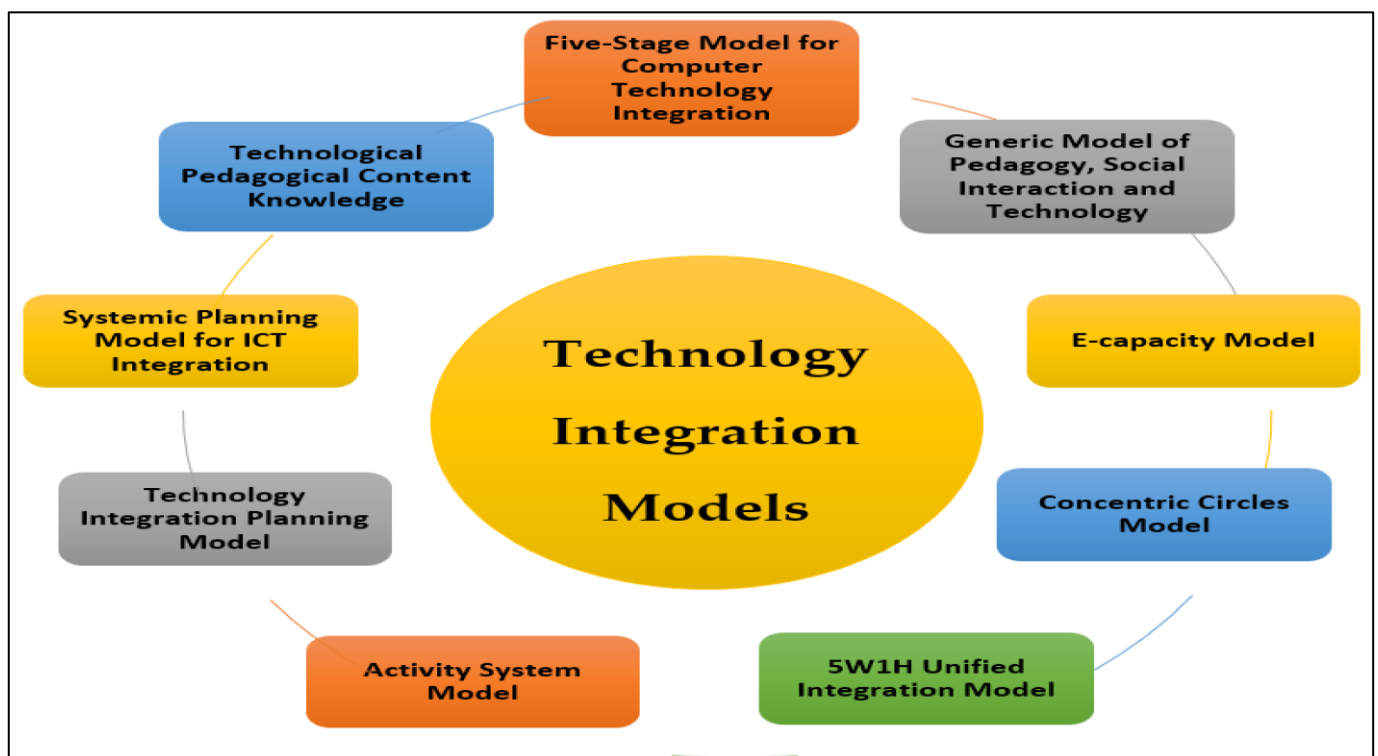 Five-Stage Model for
Computer
Technology
Integration
Generic Model of
Pedagogy, Social
Interaction and
Technology
E-capacity Model
Concentric Circles
Model
5W1H Unified
Integration Model
Activity System
Model
Technology
Integration Planning
Model
Systemic Planning
Model for ICT
Integration
Technological
Pedagogical Content
Knowledge
Technology
Integration
Models